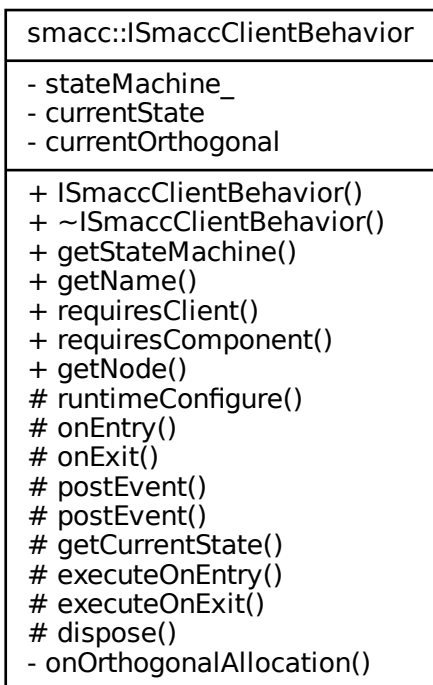 smacc::ISmaccClientBehavior
- stateMachine_
- currentState
- currentOrthogonal
+ ISmaccClientBehavior()
+ ~ISmaccClientBehavior()
+ getStateMachine()
+ getName()
+ requiresClient()
+ requiresComponent()
+ getNode()
# runtimeConfigure()
# onEntry()
# onExit()
# postEvent()
# postEvent()
# getCurrentState()
# executeOnEntry()
# executeOnExit()
# dispose()
- onOrthogonalAllocation()